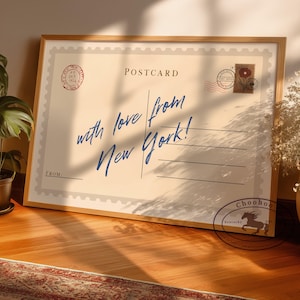 POSTCARD
with love from
New York!
FROM